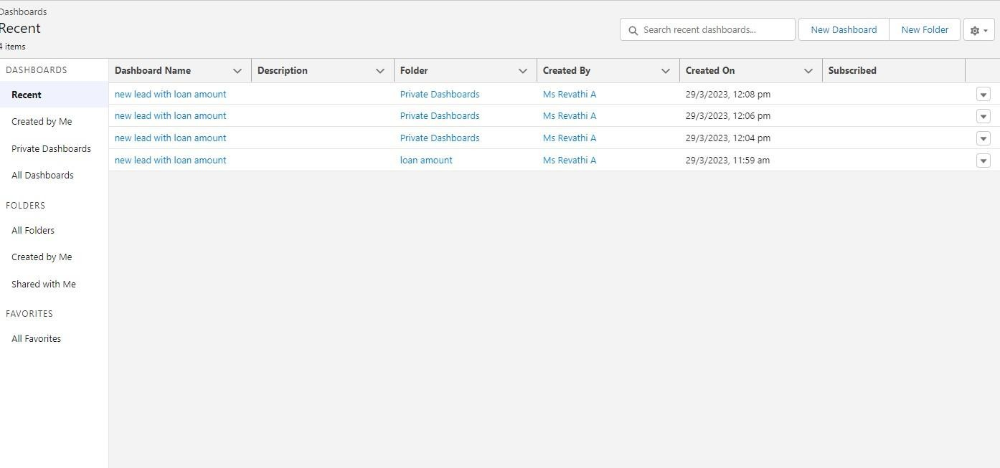 Dashboards
Recent
4 items
Search recent dashboards...
New Dashboard
New Folder
DASHBOARDS
Recent
Created by Me
Private Dashboards
All Dashboards
FOLDERS
All Folders
Created by Me
Shared with Me
FAVORITES
All Favorites
Dashboard Name Description Folder Created By Created On Subscribed
new lead with loan amount Private Dashboards Ms Revathi A 29/3/2023, 12:08 pm
new lead with loan amount Private Dashboards Ms Revathi A 29/3/2023, 12:06 pm
new lead with loan amount Private Dashboards Ms Revathi A 29/3/2023, 12:04 pm
new lead with loan amount loan amount Ms Revathi A 29/3/2023, 11:59 am